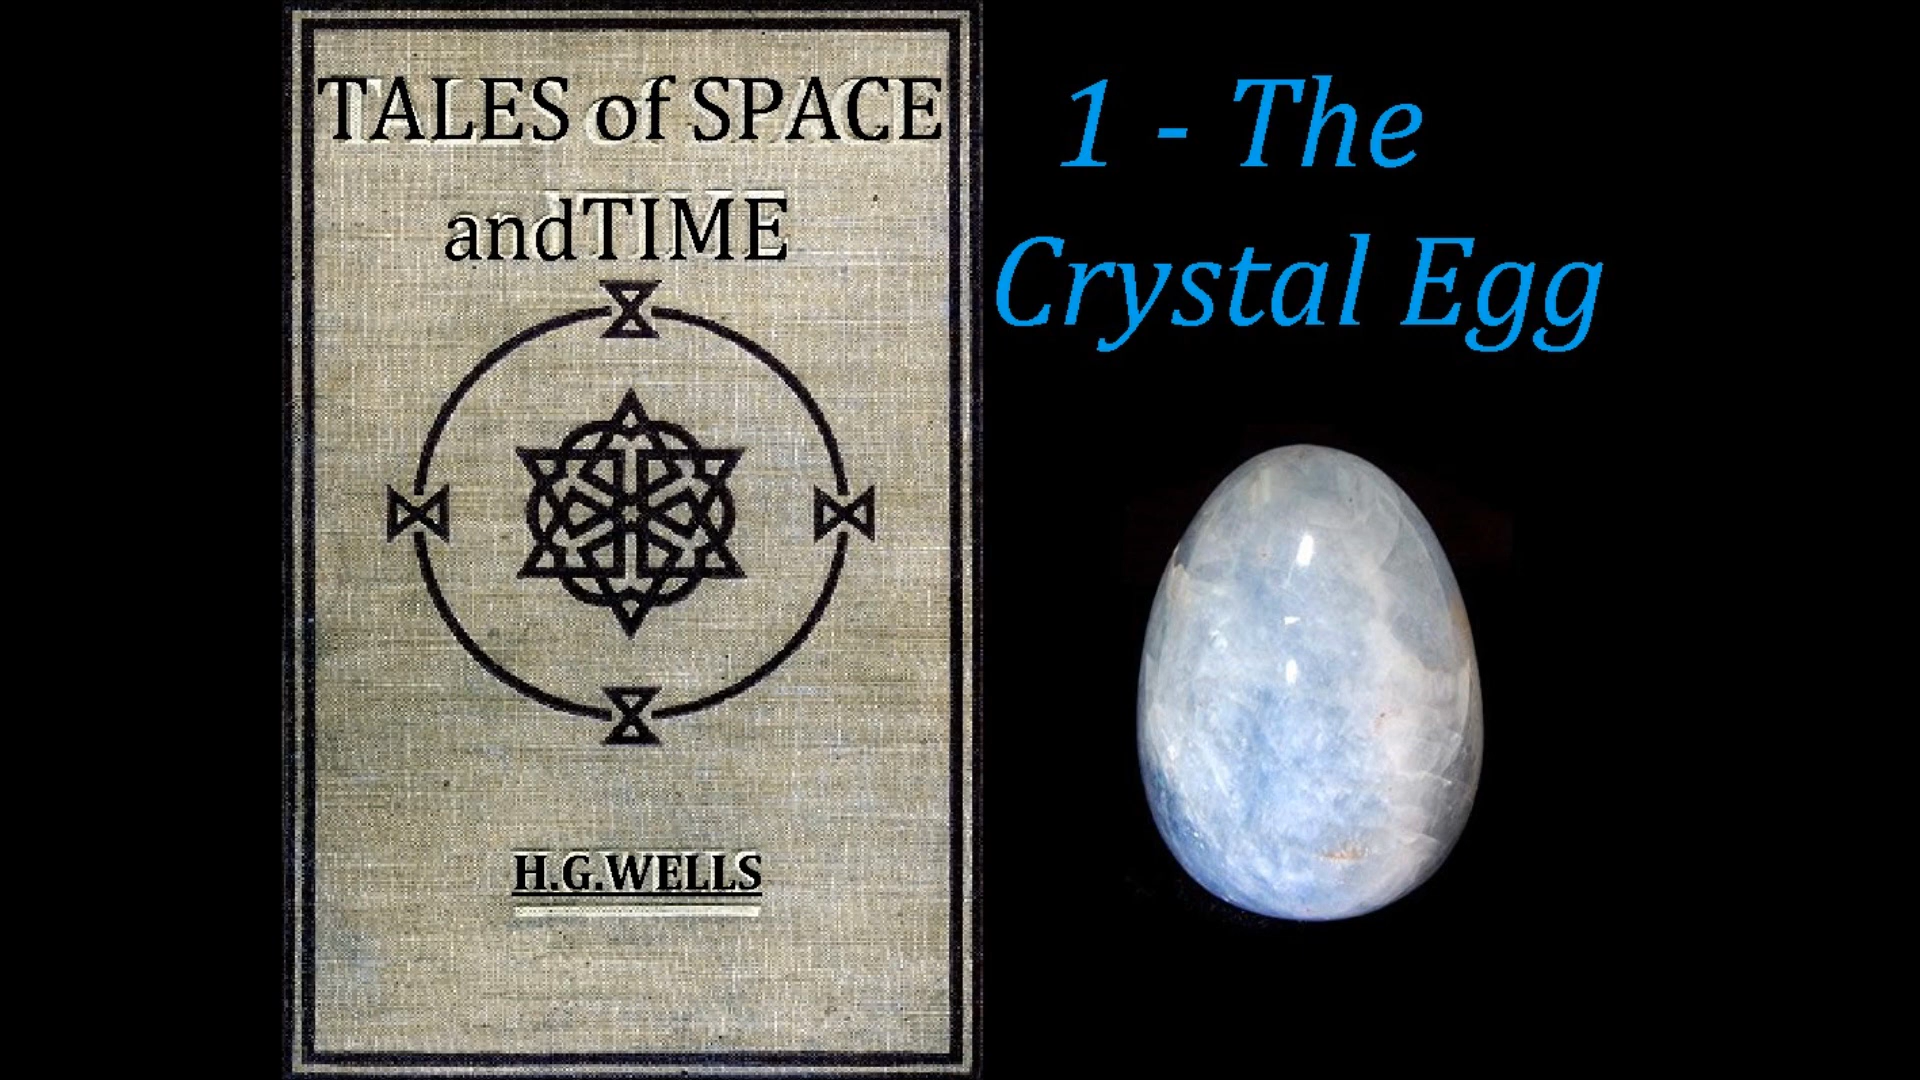 TALES of SPACE
and TIME
H.G.WELLS
1 - The
Crystal Egg